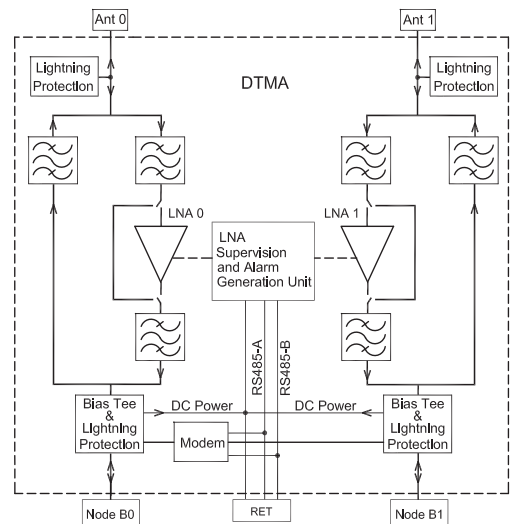 Ant 0
Ant 1
Lightning
Protection
DTMA
Lightning
Protection
LNA 0
LNA 1
LNA
Supervision
and Alarm
Generation Unit
RS485-A
RS485-B
Bias Tee
&
Lightning
Protection
DC Power
DC Power
Bias Tee
&
Lightning
Protection
Modem
Node B0
RET
Node B1